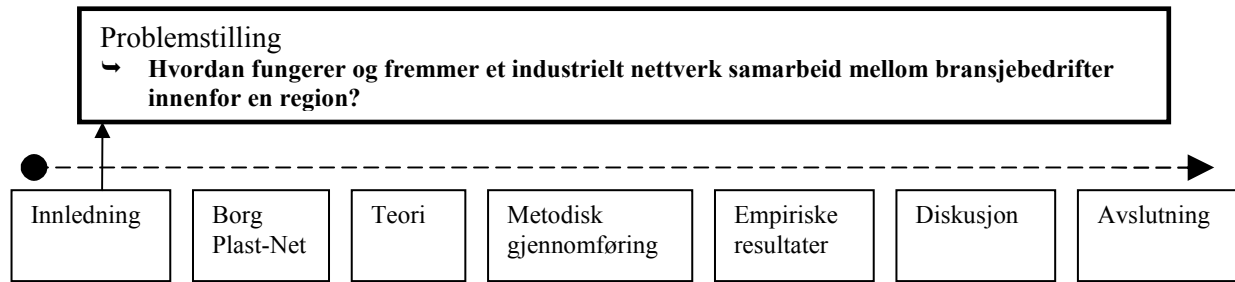 Problemstilling
➥ Hvordan fungerer og fremmer et industrielt nettverk samarbeid mellom bransjebedrifter
innenfor en region?
Innledning
Borg
Plast-Net
Teori
Metodisk
gjennomføring
Empiriske
resultater
Diskusjon
Avslutning